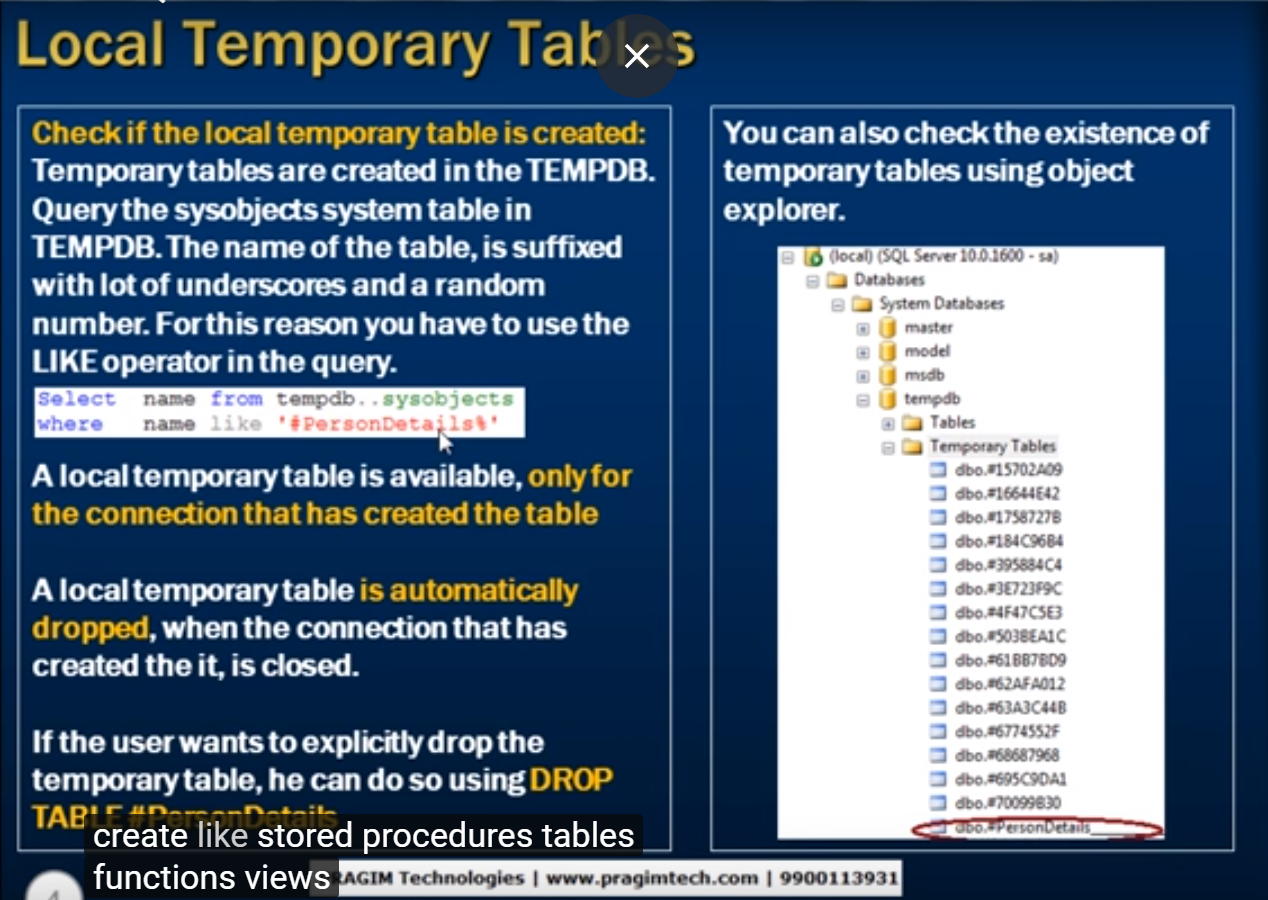 Local Temporary Tables
Check if the local temporary table is created:
Temporary tables are created in the TEMPDB.
Query the sysobjects system table in
TEMPDB. The name of the table, is suffixed
with lot of underscores and a random
number. For this reason you have to use the
LIKE operator in the query.
Select name from tempdb..sysobjects
where name like '#PersonDetails%'
A local temporary table is available, only for
the connection that has created the table
A local temporary table is automatically
dropped, when the connection that has
created the it, is closed.
If the user wants to explicitly drop the
temporary table, he can do so using DROP
TABLE #PersonDetails
You can also check the existence of
temporary tables using object
explorer.
(local) (SQL Server 10.0.1600 - sa)
Databases
System Databases
master
model
msdb
tempdb
Tables
Temporary Tables
dbo.#15702A09
dbo.#16644E42
dbo.#1758727B
dbo.#184C96B4
dbo.#395884C4
dbo.#3E723F9C
dbo.#4F47C5E3
dbo.#503BEA1C
dbo.#61BB7BD9
dbo.#62AFA012
dbo.#63A3C44B
dbo.#6774552F
dbo.#68687968
dbo.#695C9DA1
dbo.#70099B30
dbo.#PersonDetails______
create like stored procedures tables
functions views
RAGIM Technologies | www.pragimtech.com | 9900113931
4